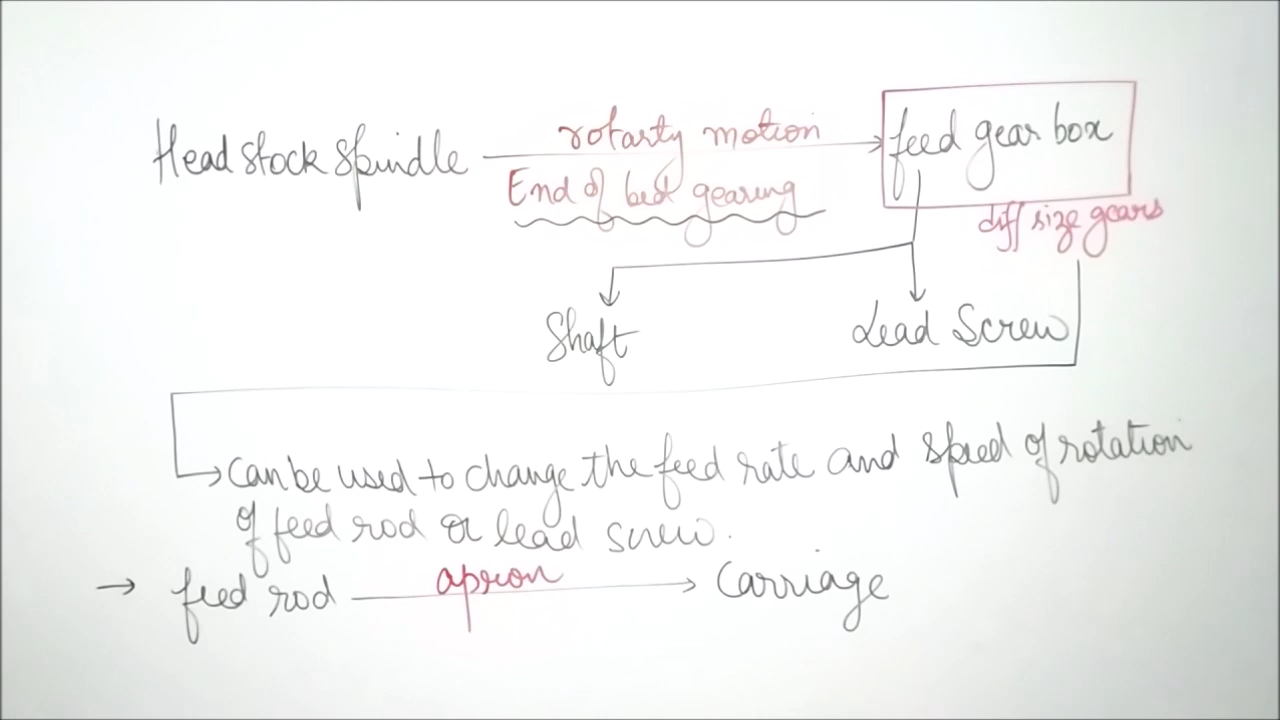 Head stock spindle rotarty motion feed gear box
End of bed gearing
diff size gears
Shaft Lead Screw
Can be used to change the feed rate and speed of rotation
of feed rod or lead screw.
feed rod apron Carriage